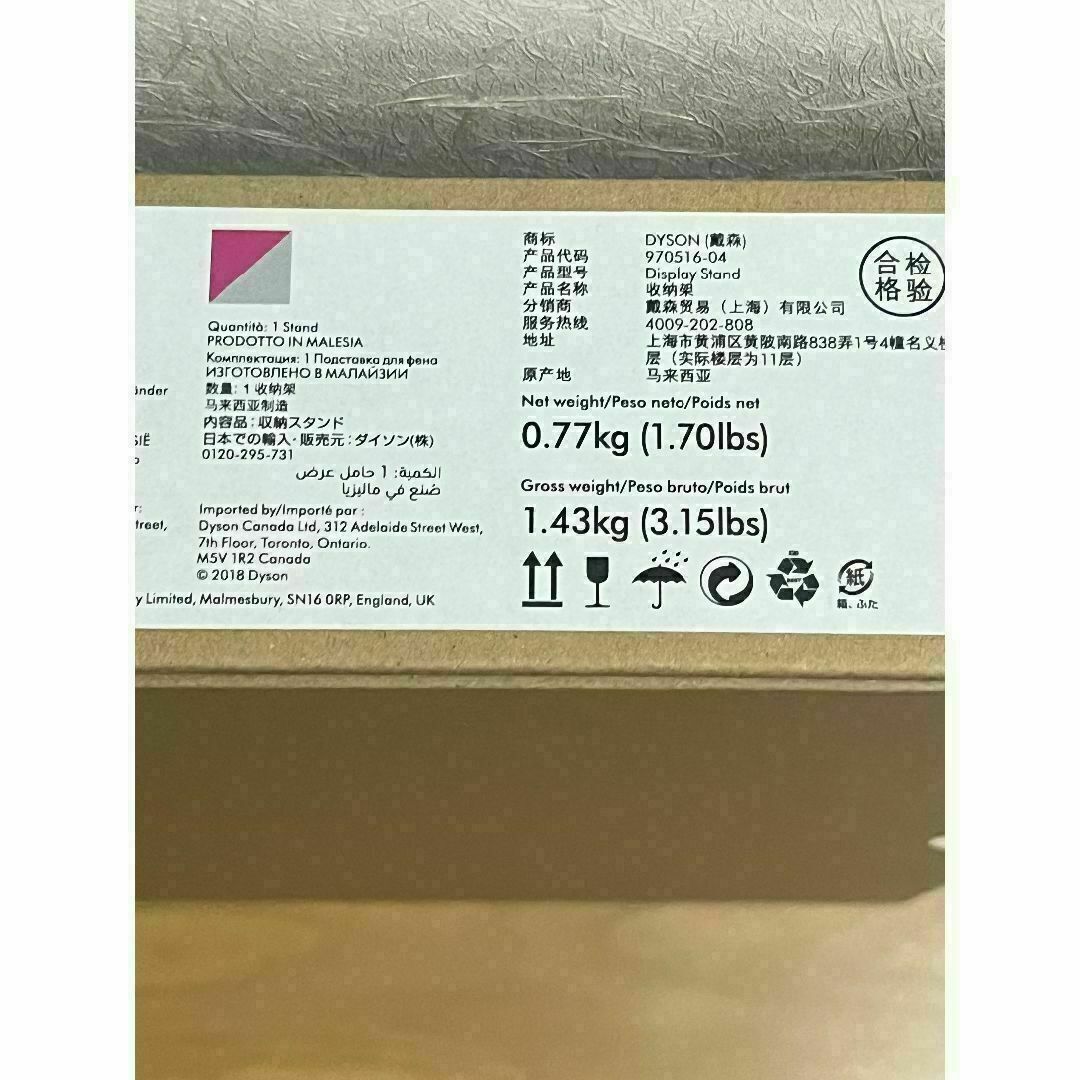 Quantità: 1 Stand
PRODOTTO IN MALESIA
Комплектация: 1 Подставка для фена
ИЗГОТОВЛЕНО В МАЛАЙЗИИ
数量: 1 收纳架
马来西亚制造
内容品：収納スタンド
日本での輸入・販売元：ダイソン(株)
0120-295-731
الكمية: 1 حامل عرض
صُنع في ماليزيا
Imported by/Importé par :
Dyson Canada Ltd, 312 Adelaide Street West,
7th Floor, Toronto, Ontario.
M5V 1R2 Canada
© 2018 Dyson
y Limited, Malmesbury, SN16 0RP, England, UK
商标 DYSON (戴森)
产品代码 970516-04
产品型号 Display Stand
产品名称 收纳架
分销商 戴森贸易（上海）有限公司
服务热线 4009-202-808
地址 上海市黄浦区黄陂南路838弄1号4幢名义
层（实际楼层为11层）
原产地 马来西亚
Net weight/Peso neto/Poids net
0.77kg (1.70lbs)
Gross weight/Peso bruto/Poids brut
1.43kg (3.15lbs)
紙
箱、ふた
合检
格验